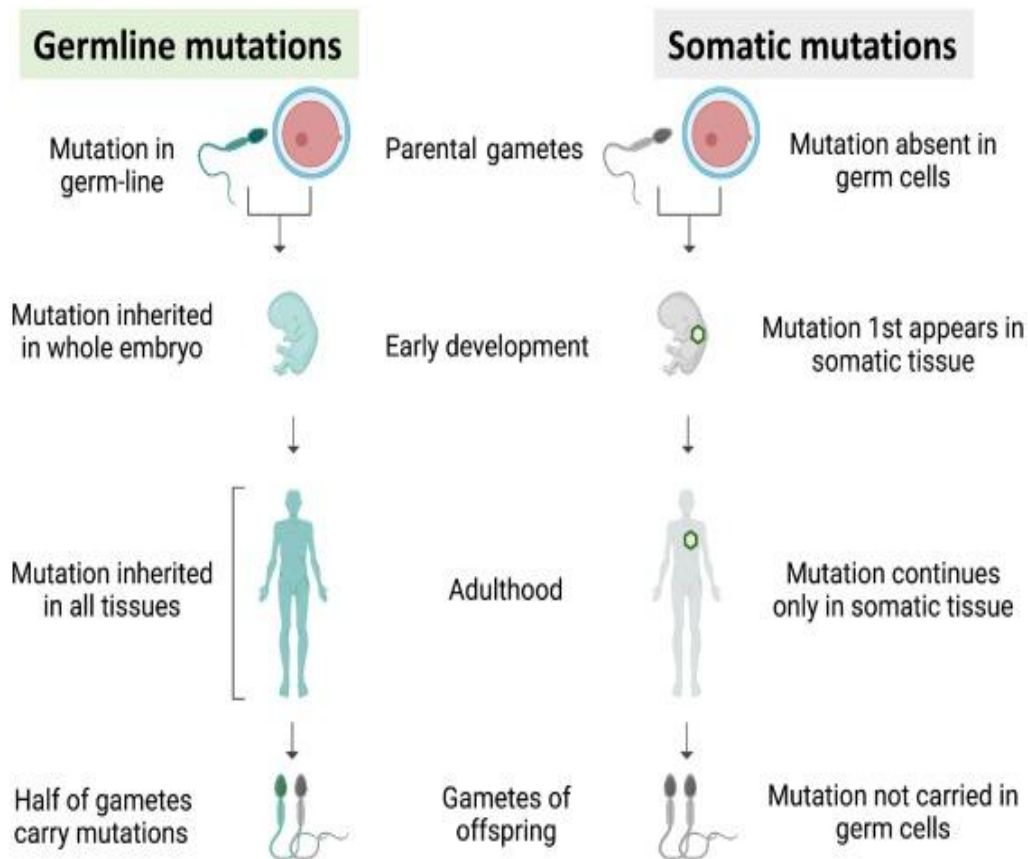 Germline mutations
Somatic mutations
Mutation in
germ-line
Parental gametes
Mutation absent in
germ cells
Mutation inherited
in whole embryo
Early development
Mutation 1st appears in
somatic tissue
Mutation inherited
in all tissues
Adulthood
Mutation continues
only in somatic tissue
Half of gametes
carry mutations
Gametes of
offspring
Mutation not carried in
germ cells